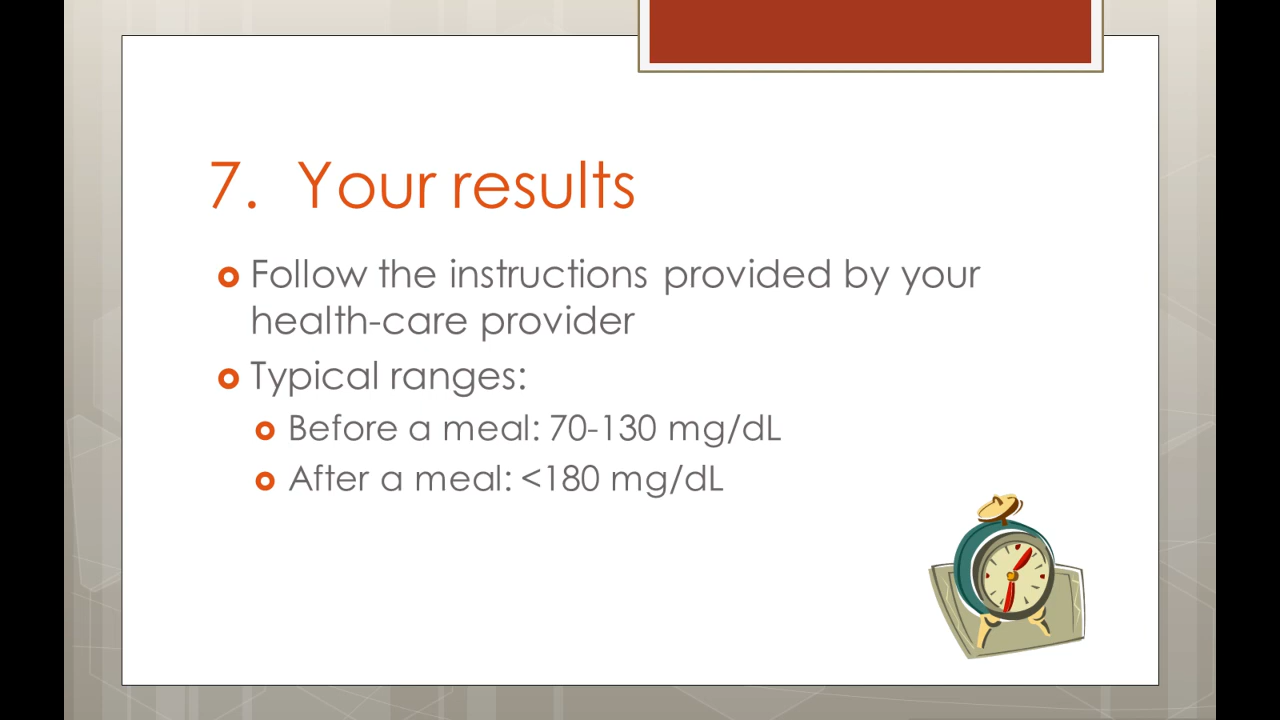 7. Your results
Follow the instructions provided by your
health-care provider
Typical ranges:
Before a meal: 70-130 mg/dL
After a meal: <180 mg/dL